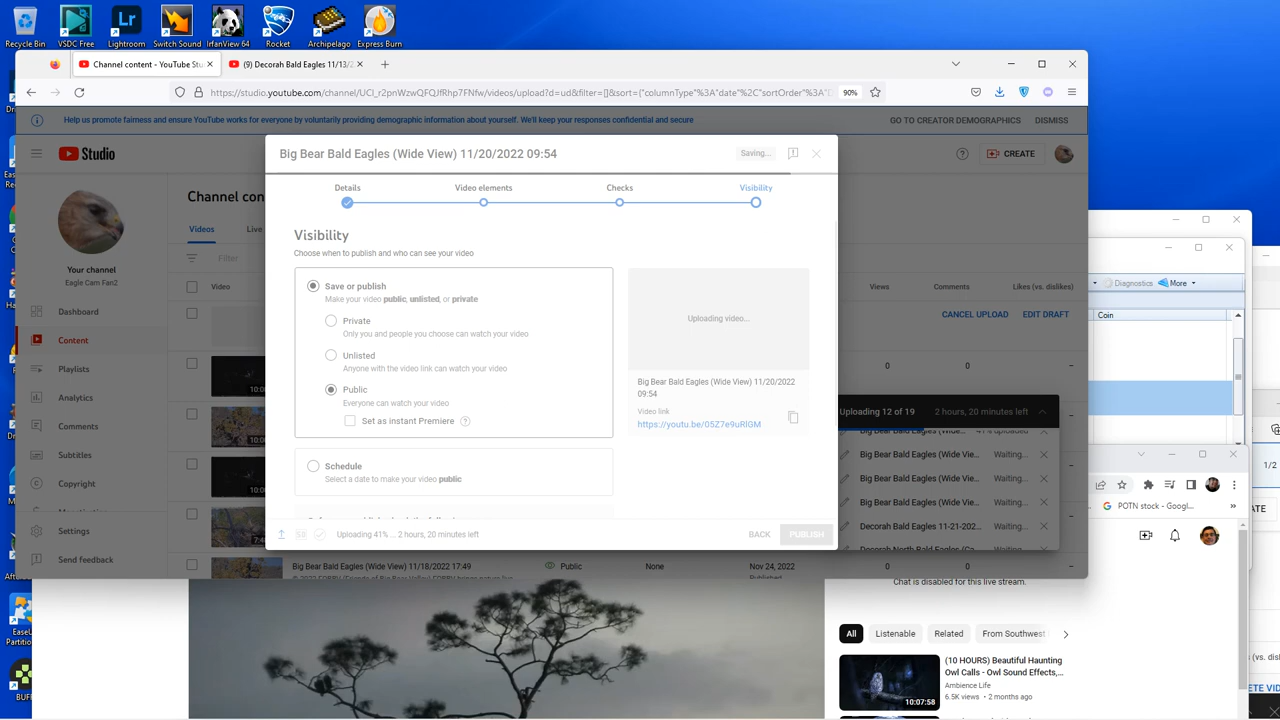 Recycle Bin
VSDC Free
Lightroom
Switch Sound
IrfanView 64
Rocket
Archipelago
Express Burn
Channel content - YouTube Stu
(9) Decorah Bald Eagles 11/13/2
https://studio.youtube.com/channel/UCI_r2pnWzwQFQJfRhp7FNfw/videos/upload?d=ud&filter=[]&sort={"columnType"%3A"date"%2C"sortOrder"%3A"D
90%
Help us promote fairness and ensure YouTube works for everyone by voluntarily providing demographic information about yourself. We'll keep your responses confidential and secure
GO TO CREATOR DEMOGRAPHICS
DISMISS
Studio
CREATE
Big Bear Bald Eagles (Wide View) 11/20/2022 09:54
Saving...
Details
Video elements
Checks
Visibility
Channel con
Videos
Live
Filter
Video
Views
Comments
Likes (vs. dislikes)
Your channel
Eagle Cam Fan2
Dashboard
Content
Playlists
Analytics
Comments
Subtitles
Copyright
Settings
Send feedback
Visibility
Choose when to publish and who can see your video
Save or publish
Make your video public, unlisted, or private
Private
Only you and people you choose can watch your video
Unlisted
Anyone with the video link can watch your video
Public
Everyone can watch your video
Set as instant Premiere
Schedule
Select a date to make your video public
Uploading video...
Big Bear Bald Eagles (Wide View) 11/20/2022
09:54
Video link
https://youtu.be/05Z7e9uRlGM
Uploading 41% ... 2 hours, 20 minutes left
BACK
PUBLISH
CANCEL UPLOAD
EDIT DRAFT
0 0 –
Uploading 12 of 19
2 hours, 20 minutes left
Big Bear Bald Eagles (Wide Vie... Waiting...
Big Bear Bald Eagles (Wide Vie... Waiting...
Big Bear Bald Eagles (Wide Vie... Waiting...
Decorah Bald Eagles 11-21-202... Waiting...
Big Bear Bald Eagles (Wide View) 11/18/2022 17:49
Public
None
Nov 24, 2022
0 0 –
Diagnostics
More
Coin
1/2
POTN stock - Googl...
Chat is disabled for this live stream.
All
Listenable
Related
From Southwest
(10 HOURS) Beautiful Haunting
Owl Calls - Owl Sound Effects,...
Ambience Life
6.5K views • 2 months ago
10:07:58